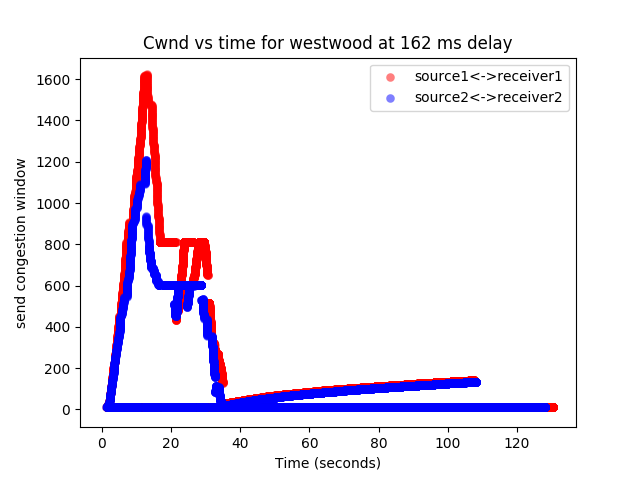 Cwnd vs time for westwood at 162 ms delay
source1<->receiver1
source2<->receiver2
send congestion window
1600
1400
1200
1000
800
600
400
200
0
0 20 40 60 80 100 120
Time (seconds)